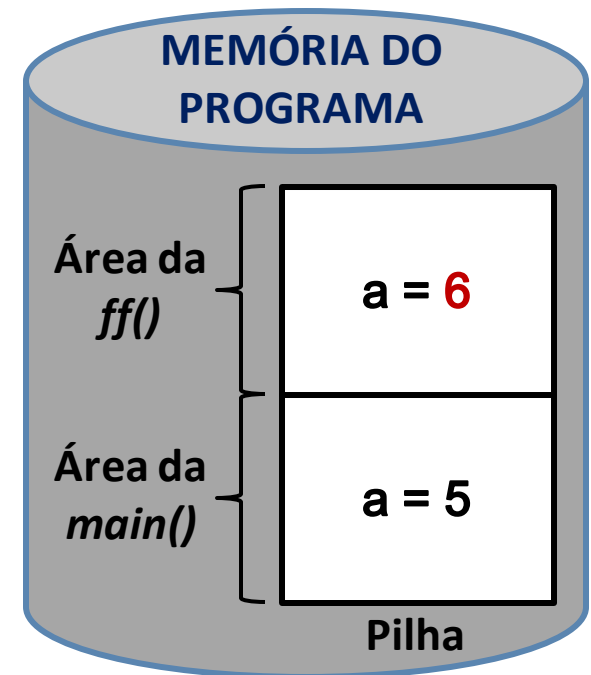 MEMÓRIA DO
PROGRAMA
Área da
ff()
a = 6
Área da
main()
a = 5
Pilha